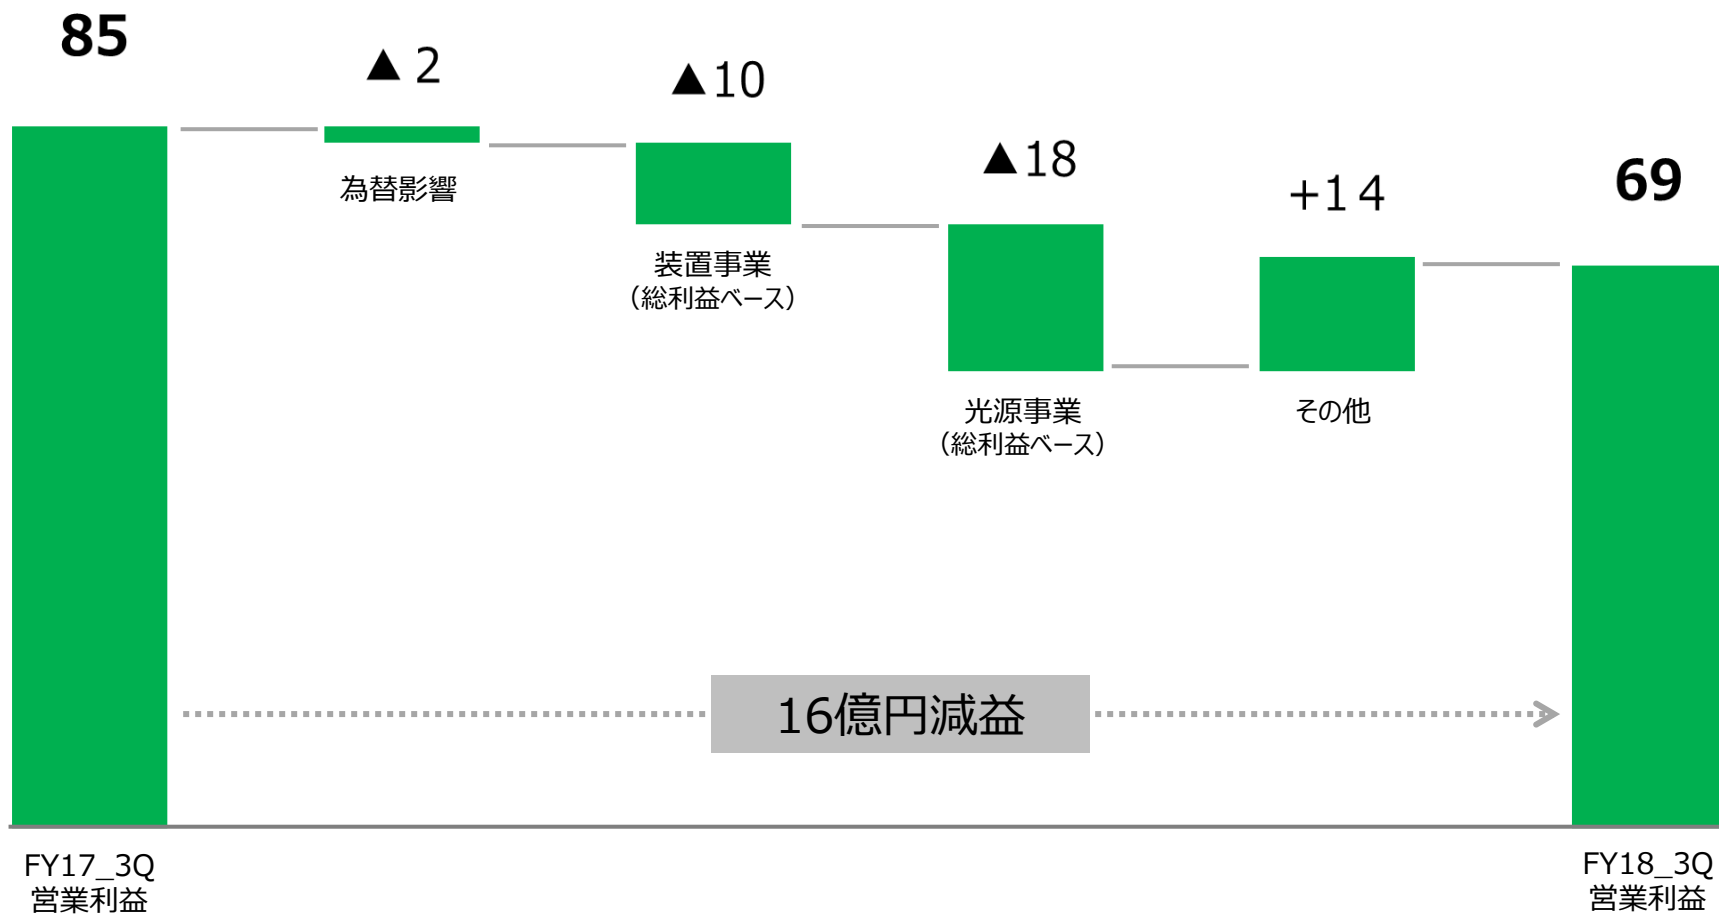 85
▲ 2
為替影響
▲10
装置事業
（総利益ベース）
▲18
光源事業
（総利益ベース）
+1 4
その他
69
16億円減益
FY17_3Q
営業利益
FY18_3Q
営業利益